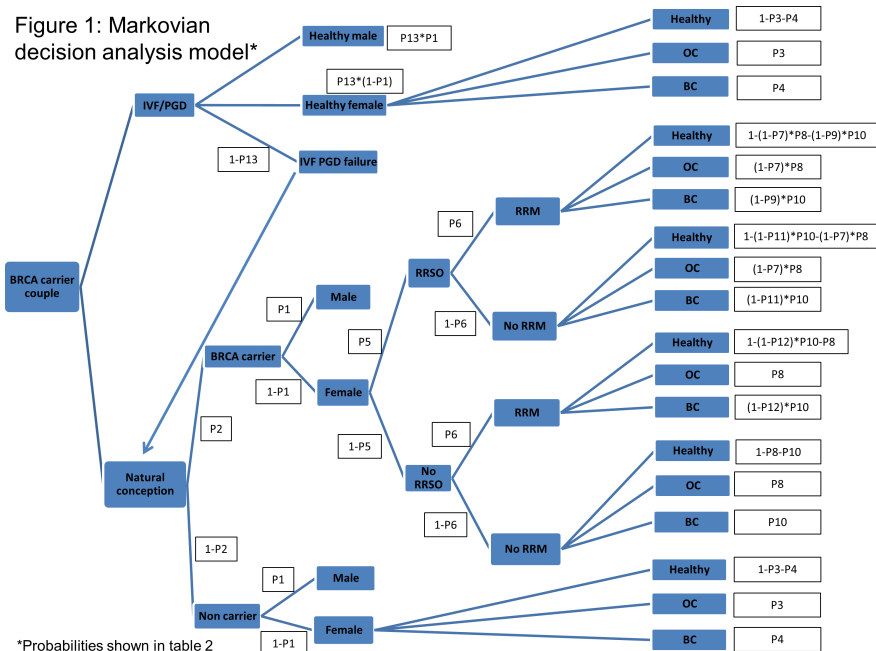 Figure 1: Markovian
decision analysis model*
Healthy male
P13*P1
P13*(1-P1)
IVF/PGD
Healthy female
1-P13
IVF PGD failure
Healthy
1-P3-P4
OC
P3
BC
P4
BRCA carrier
couple
Natural
conception
P2
BRCA carrier
P1
Male
1-P1
Female
P5
RRSO
P6
RRM
Healthy
1-(1-P7)*P8-(1-P9)*P10
OC
(1-P7)*P8
BC
(1-P9)*P10
1-P6
No RRM
Healthy
1-(1-P11)*P10-(1-P7)*P8
OC
(1-P7)*P8
BC
(1-P11)*P10
1-P5
No
RRSO
P6
RRM
Healthy
1-(1-P12)*P10-P8
OC
P8
BC
(1-P12)*P10
1-P6
No RRM
Healthy
1-P8-P10
OC
P8
BC
P10
1-P2
Non carrier
P1
Male
1-P1
Female
Healthy
1-P3-P4
OC
P3
BC
P4
*Probabilities shown in table 2